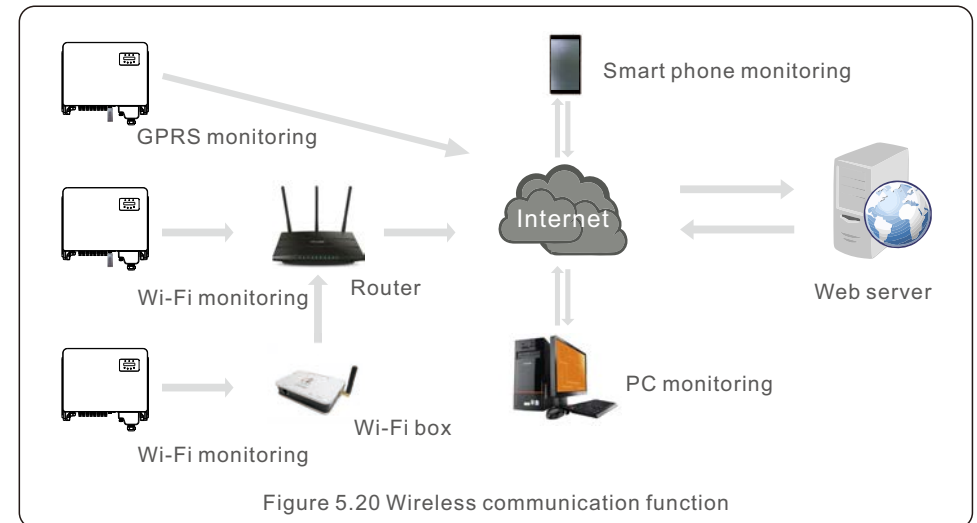 Smart phone monitoring
GPRS monitoring
Internet
Wi-Fi monitoring
Router
Web server
PC monitoring
Wi-Fi box
Wi-Fi monitoring
Figure 5.20 Wireless communication function